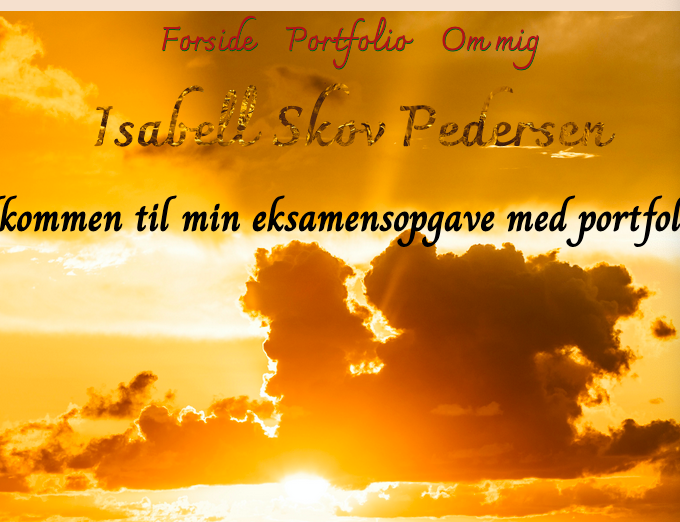 Forside Portfolio Om mig
Isabell Skov Pedersen
kommen til min eksamensopgave med portfol